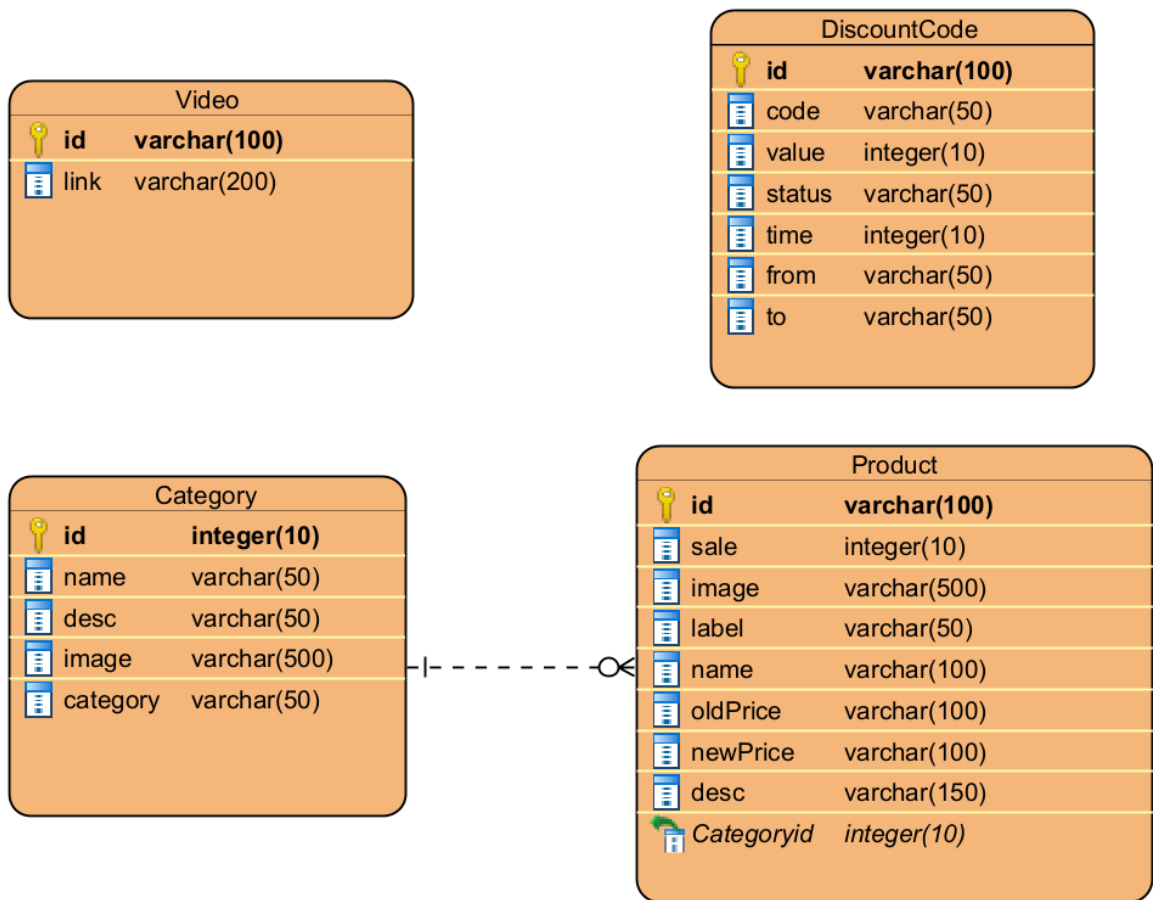 Video
id varchar(100)
link varchar(200)
DiscountCode
id varchar(100)
code varchar(50)
value integer(10)
status varchar(50)
time integer(10)
from varchar(50)
to varchar(50)
Category
id integer(10)
name varchar(50)
desc varchar(50)
image varchar(500)
category varchar(50)
Product
id varchar(100)
sale integer(10)
image varchar(500)
label varchar(50)
name varchar(100)
oldPrice varchar(100)
newPrice varchar(100)
desc varchar(150)
Categoryid integer(10)